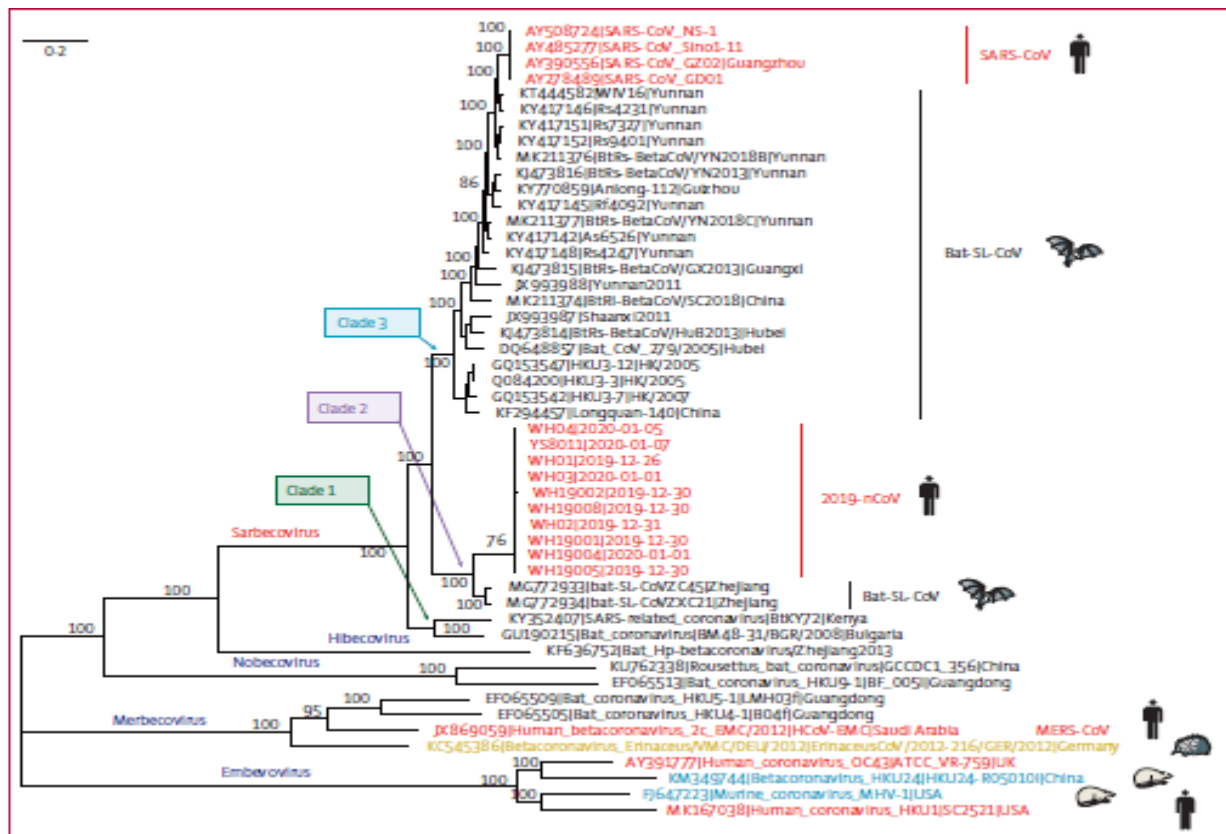 0-2
100
AY508724|SARS-CoV_NS-1
100
AY485277|SARS-CoV_Sino1-11
AY390556|SARS-CoV_GZ02|Guangzhou
SARS-CoV
100
AY278489|SARS-CoV_GD01
KT444582|WIV16|Yunnan
100
KY417146|Rs4231|Yunnan
KY417151|Rs7327|Yunnan
100
KY417152|Rs9401|Yunnan
MK211376|BtRs-BetaCoV/YN2018B|Yunnan
KJ473816|BtRs-BetaCoV/YN2013|Yunnan
86
KY770859|Anlong-112|Guizhou
KY417145|Rf4092|Yunnan
100
MK211377|BtRs-BetaCoV/YN2018C|Yunnan
KY417142|As6526|Yunnan
100
KY417148|Rs4247|Yunnan
Bat-SL-CoV
KJ473815|BtRs-BetaCoV/GX2013|Guangxi
100
JX993988|Yunnan2011
100
MK211374|BtRl-BetaCoV/SC2018|China
Clade 3
JX993987|Shaanxi2011
KJ473814|BtRs-BetaCoV/HuB2013|Hubei
DQ648857|Bat_CoV_279/2005|Hubei
100
GQ153547|HKU3-12|HK/2005
Q084200|HKU3-3|HK/2005
GQ153542|HKU3-7|HK/2007
Clade 2
KF294457|Longquan-140|China
WH04|2020-01-05
YS8011|2020-01-07
100
WH01|2019-12-26
WH03|2020-01-01
Clade 1
WH19002|2019-12-30
2019-nCoV
WH19008|2019-12-30
WH02|2019-12-31
Sarbecovirus
76
WH19001|2019-12-30
100
WH19004|2020-01-01
WH19005|2019-12-30
100
MG772933|bat-SL-CoVZC45|Zhejiang
Bat-SL-CoV
100
100
MG772934|bat-SL-CoVZXC21|Zhejiang
KY352407|SARS-related_coronavirus|BtKY72|Kenya
100
100
GU190215|Bat_coronavirus|BM48-31/BGR/2008|Bulgaria
Hibecovirus
KF636752|Bat_Hp-betacoronavirus/Zhejiang2013
Nobecovirus
100
KU762338|Rousettus_bat_coronavirus|GCCDC1_356|China
EF065513|Bat_coronavirus_HKU9-1|BF_005I|Guangdong
EF065509|Bat_coronavirus_HKU5-1|LMH03f|Guangdong
95
EF065505|Bat_coronavirus_HKU4-1|B04f|Guangdong
Merbecovirus
100
JX869059|Human_betacoronavirus_2c_EMC/2012|HCoV-EMC|Saudi Arabia
MERS-CoV
KC545386|Betacoronavirus_Erinaceus/VMC/DEU/2012|ErinaceusCoV/2012-216/GER/2012|Germany
100
AY391777|Human_coronavirus_OC43|ATCC_VR-759|UK
Embevovirus
100
KM349744|Betacoronavirus_HKU24|HKU24-R05010I|China
FJ647223|Murine_coronavirus_MHV-1|USA
100
MK167038|Human_coronavirus_HKU1|SC2521|USA